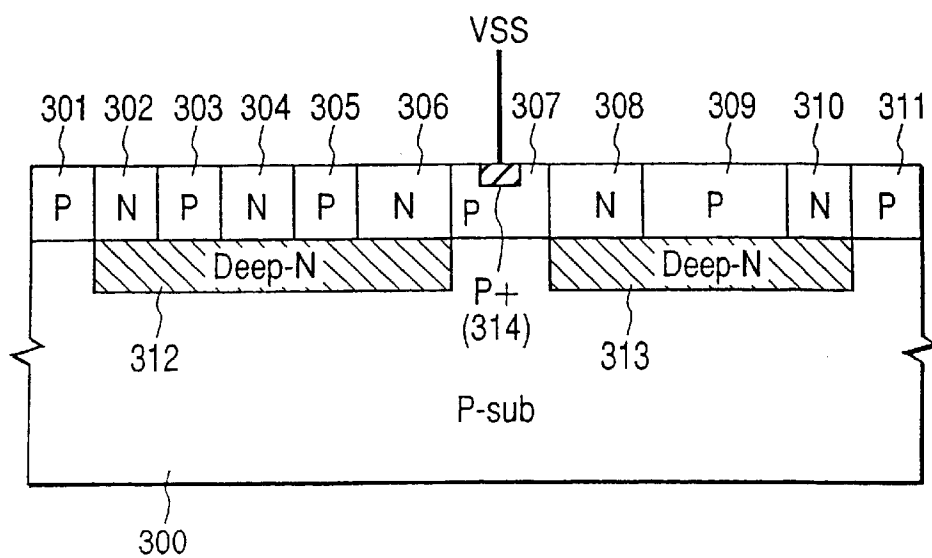 VSS
301 302 303 304 305 306 307 308 309 310 311
P N P N P N P N P N P
Deep-N Deep-N
P+
(314)
312 313
P-sub
300